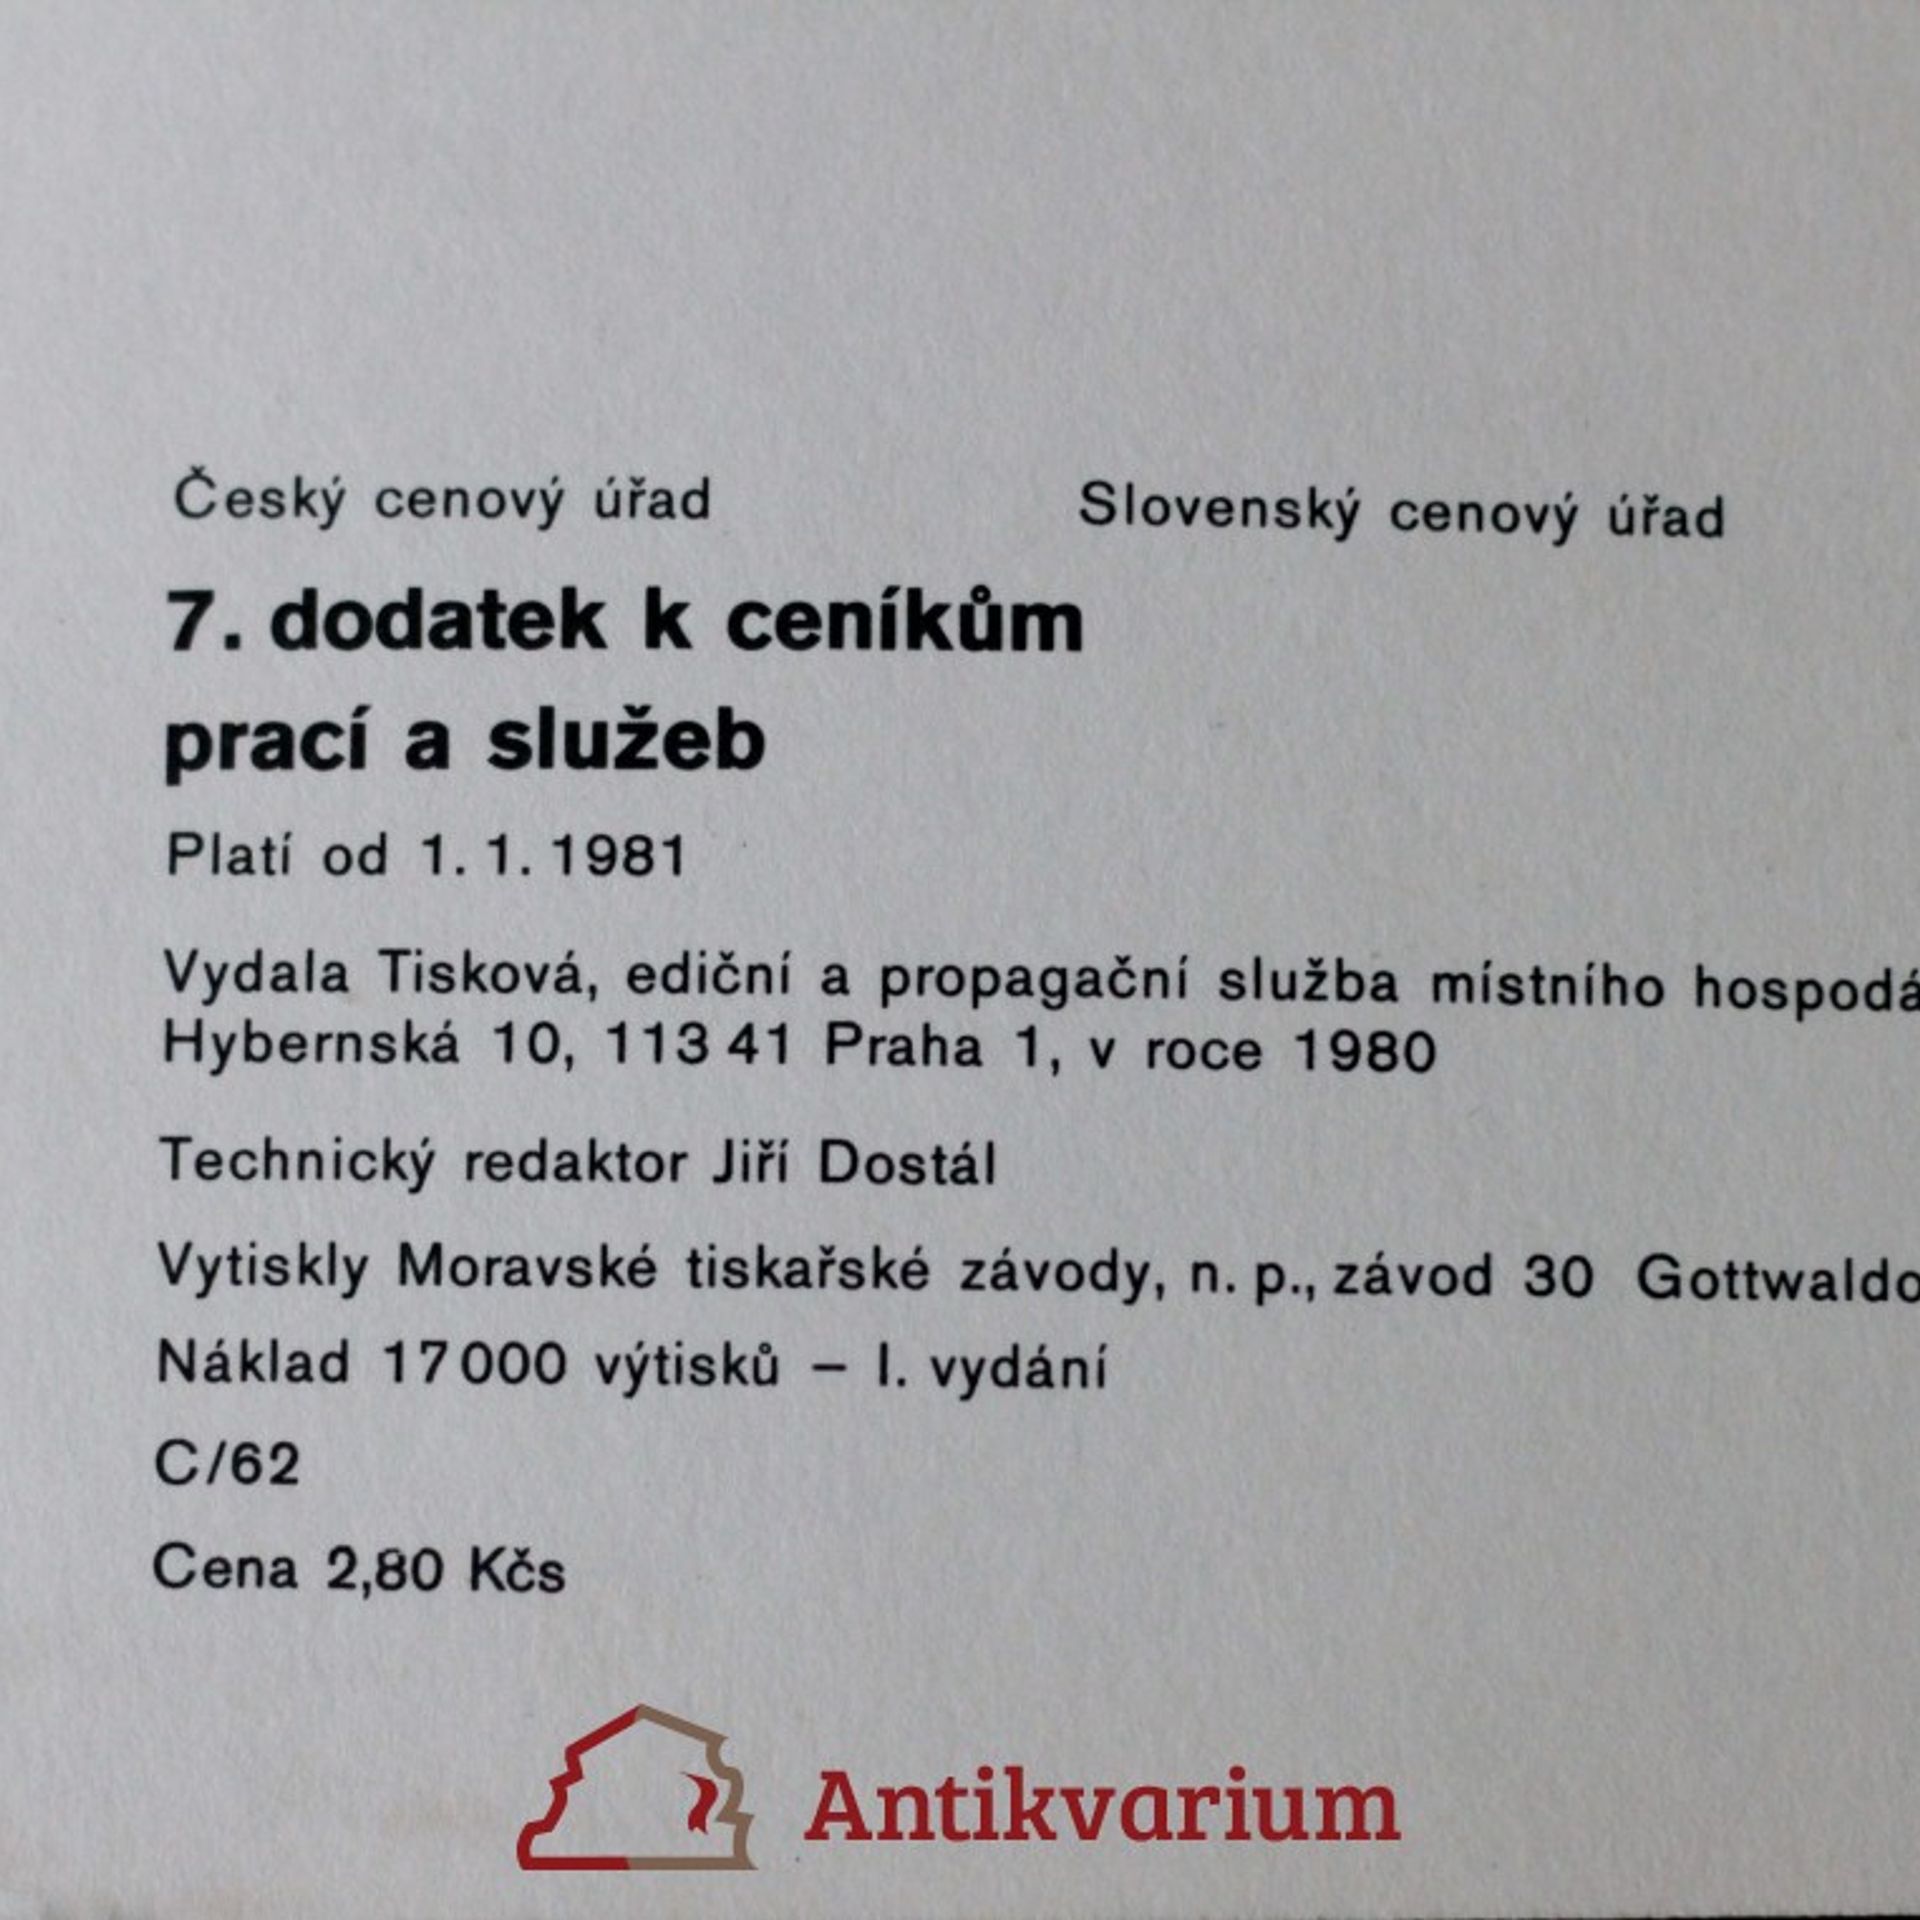 Český cenový úřad Slovenský cenový úřad
7. dodatek k ceníkům
prací a služeb
Platí od 1. 1. 1981
Vydala Tisková, ediční a propagační služba místního hospodá
Hybernská 10, 113 41 Praha 1, v roce 1980
Technický redaktor Jiří Dostál
Vytiskly Moravské tiskařské závody, n. p., závod 30 Gottwaldo
Náklad 17 000 výtisků – I. vydání
C/62
Cena 2,80 Kčs
Antikvarium